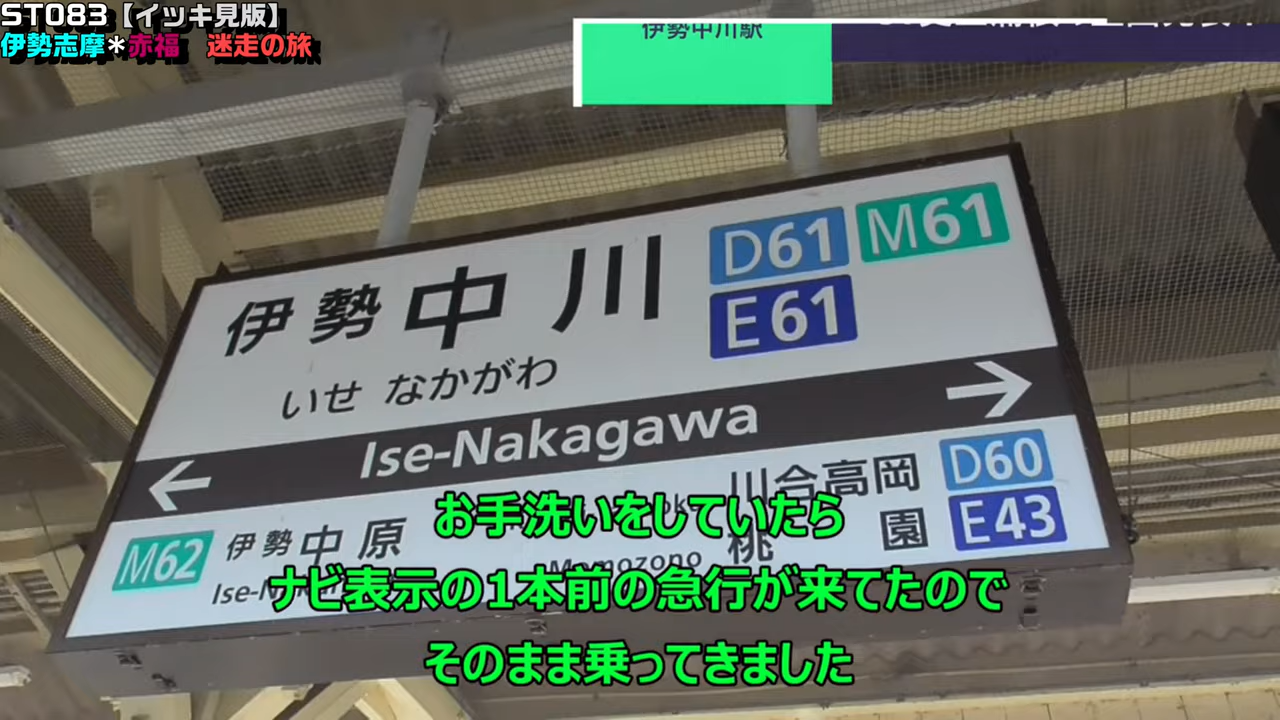 ST083【イッキ見版】
伊勢志摩*赤福 迷走の旅
伊勢中川駅
伊勢中川
D61 M61
E61
いせ なかがわ
Ise-Nakagawa
川合高岡 D60
M62 伊勢中原
桃園 E43
Momozono
お手洗いをしていたら
ナビ表示の1本前の急行が来てたので
そのまま乗ってきました